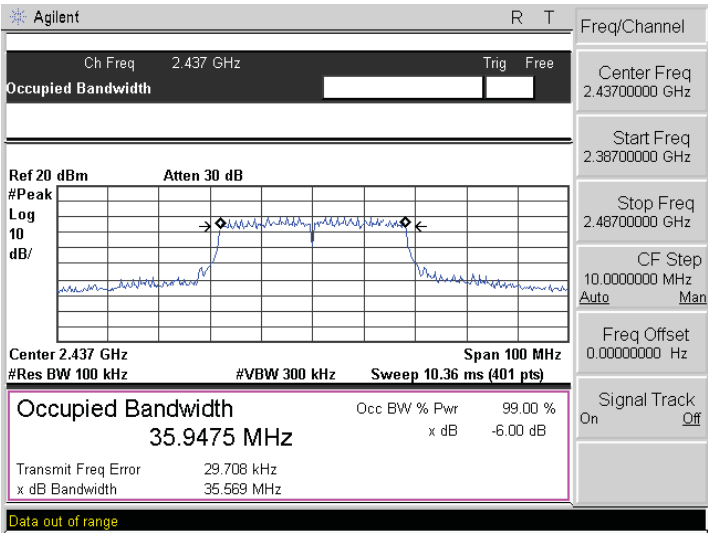 Agilent
R T
Freq/Channel
Ch Freq 2.437 GHz
Trig Free
Occupied Bandwidth
Center Freq
2.43700000 GHz
Start Freq
2.38700000 GHz
Stop Freq
2.48700000 GHz
CF Step
10.0000000 MHz
Auto Man
Freq Offset
0.00000000 Hz
Signal Track
On Off
Ref 20 dBm Atten 30 dB
#Peak
Log
10
dB/
Center 2.437 GHz Span 100 MHz
#Res BW 100 kHz #VBW 300 kHz Sweep 10.36 ms (401 pts)
Occupied Bandwidth
35.9475 MHz
Occ BW % Pwr 99.00 %
x dB -6.00 dB
Transmit Freq Error 29.708 kHz
x dB Bandwidth 35.569 MHz
Data out of range